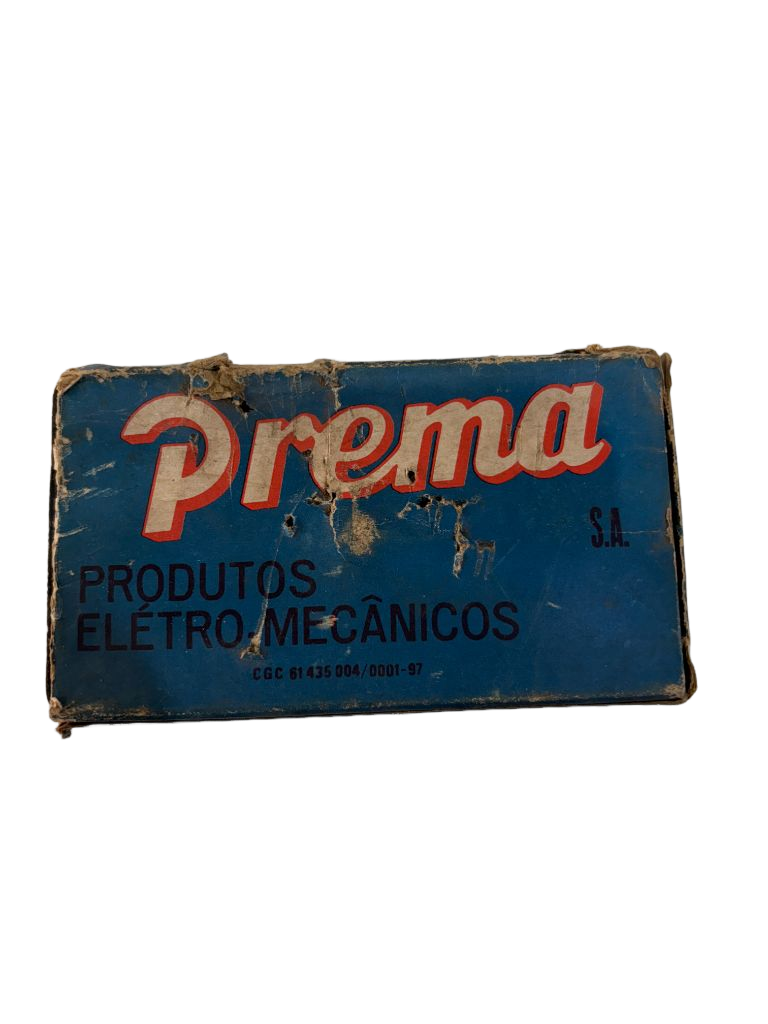 Prema
S.A.
PRODUTOS
ELÉTRO-MECÂNICOS
CGC 61 435 004/0001-97